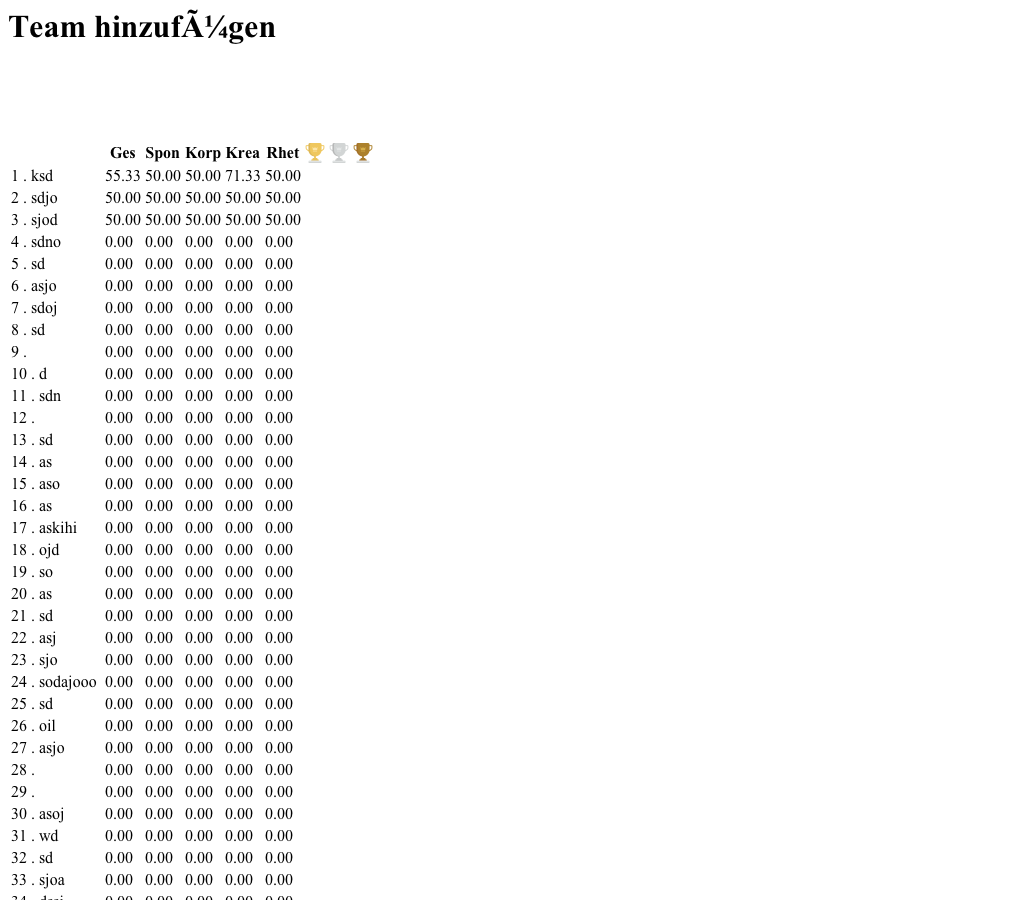 Team hinzufÃ¼gen
Ges Spon Korp Krea Rhet
1 . ksd 55.33 50.00 50.00 71.33 50.00
2 . sdjo 50.00 50.00 50.00 50.00 50.00
3 . sjod 50.00 50.00 50.00 50.00 50.00
4 . sdno 0.00 0.00 0.00 0.00 0.00
5 . sd 0.00 0.00 0.00 0.00 0.00
6 . asjo 0.00 0.00 0.00 0.00 0.00
7 . sdoj 0.00 0.00 0.00 0.00 0.00
8 . sd 0.00 0.00 0.00 0.00 0.00
9 . 0.00 0.00 0.00 0.00 0.00
10 . d 0.00 0.00 0.00 0.00 0.00
11 . sdn 0.00 0.00 0.00 0.00 0.00
12 . 0.00 0.00 0.00 0.00 0.00
13 . sd 0.00 0.00 0.00 0.00 0.00
14 . as 0.00 0.00 0.00 0.00 0.00
15 . aso 0.00 0.00 0.00 0.00 0.00
16 . as 0.00 0.00 0.00 0.00 0.00
17 . askihi 0.00 0.00 0.00 0.00 0.00
18 . ojd 0.00 0.00 0.00 0.00 0.00
19 . so 0.00 0.00 0.00 0.00 0.00
20 . as 0.00 0.00 0.00 0.00 0.00
21 . sd 0.00 0.00 0.00 0.00 0.00
22 . asj 0.00 0.00 0.00 0.00 0.00
23 . sjo 0.00 0.00 0.00 0.00 0.00
24 . sodajooo 0.00 0.00 0.00 0.00 0.00
25 . sd 0.00 0.00 0.00 0.00 0.00
26 . oil 0.00 0.00 0.00 0.00 0.00
27 . asjo 0.00 0.00 0.00 0.00 0.00
28 . 0.00 0.00 0.00 0.00 0.00
29 . 0.00 0.00 0.00 0.00 0.00
30 . asoj 0.00 0.00 0.00 0.00 0.00
31 . wd 0.00 0.00 0.00 0.00 0.00
32 . sd 0.00 0.00 0.00 0.00 0.00
33 . sjoa 0.00 0.00 0.00 0.00 0.00